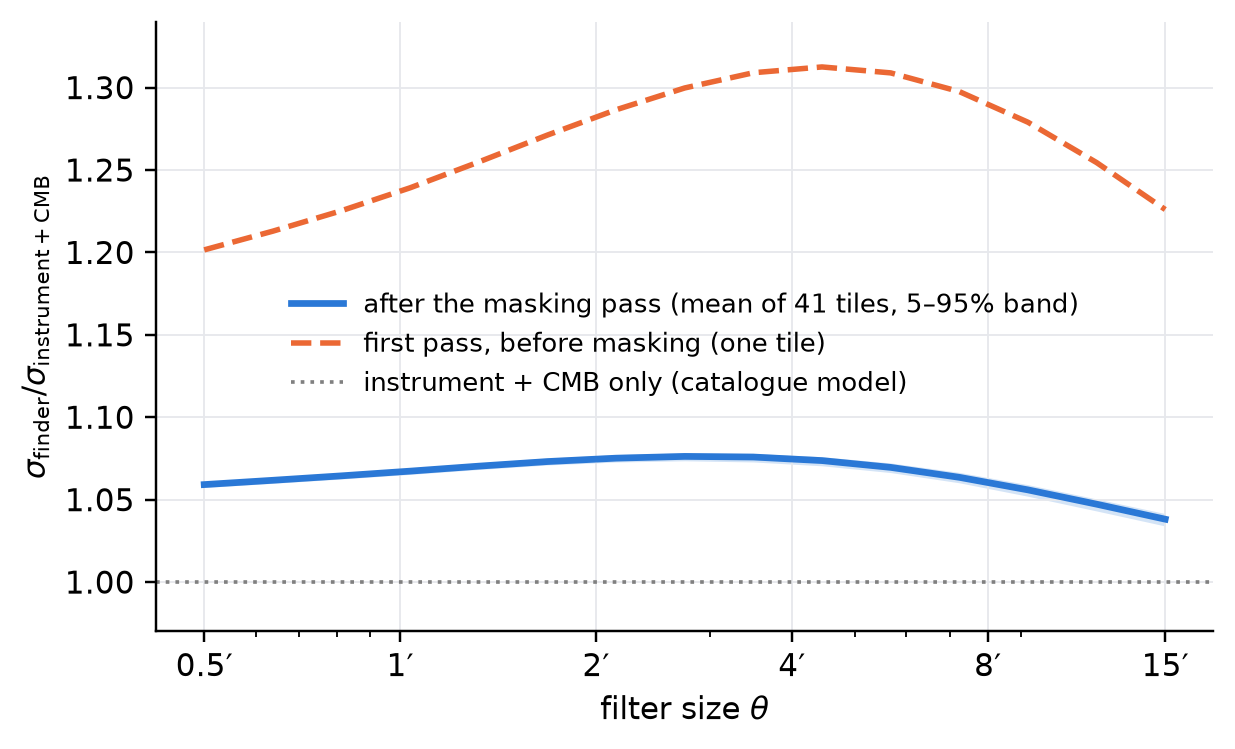 σfinder/σinstrument + CMB
1.30
1.25
1.20
1.15
1.10
1.05
1.00
after the masking pass (mean of 41 tiles, 5–95% band)
first pass, before masking (one tile)
instrument + CMB only (catalogue model)
0.5′ 1′ 2′ 4′ 8′ 15′
filter size θ